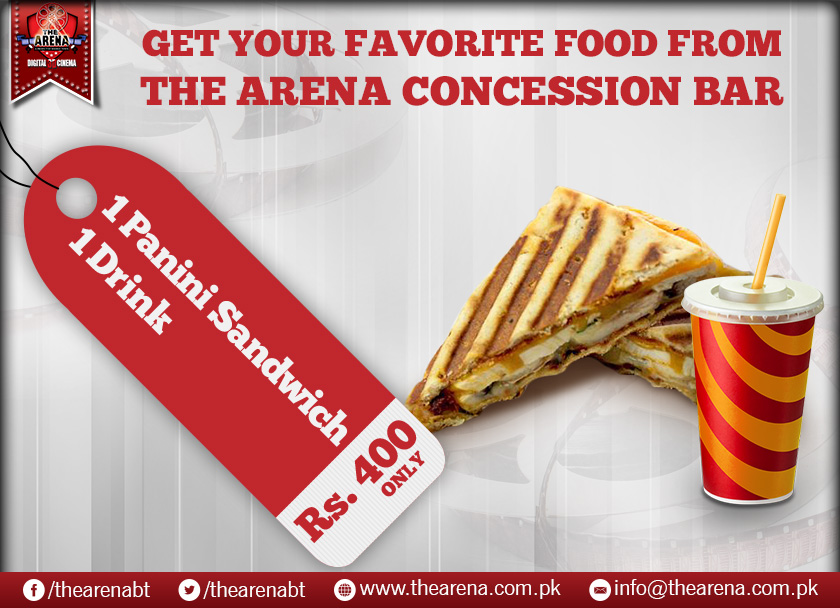 THE
ARENA
DIGITAL CINEMA
GET YOUR FAVORITE FOOD FROM
THE ARENA CONCESSION BAR
1 Panini Sandwich
1 Drink
Rs. 400
ONLY
/thearenabt
/thearenabt
www.thearena.com.pk
info@thearena.com.pk